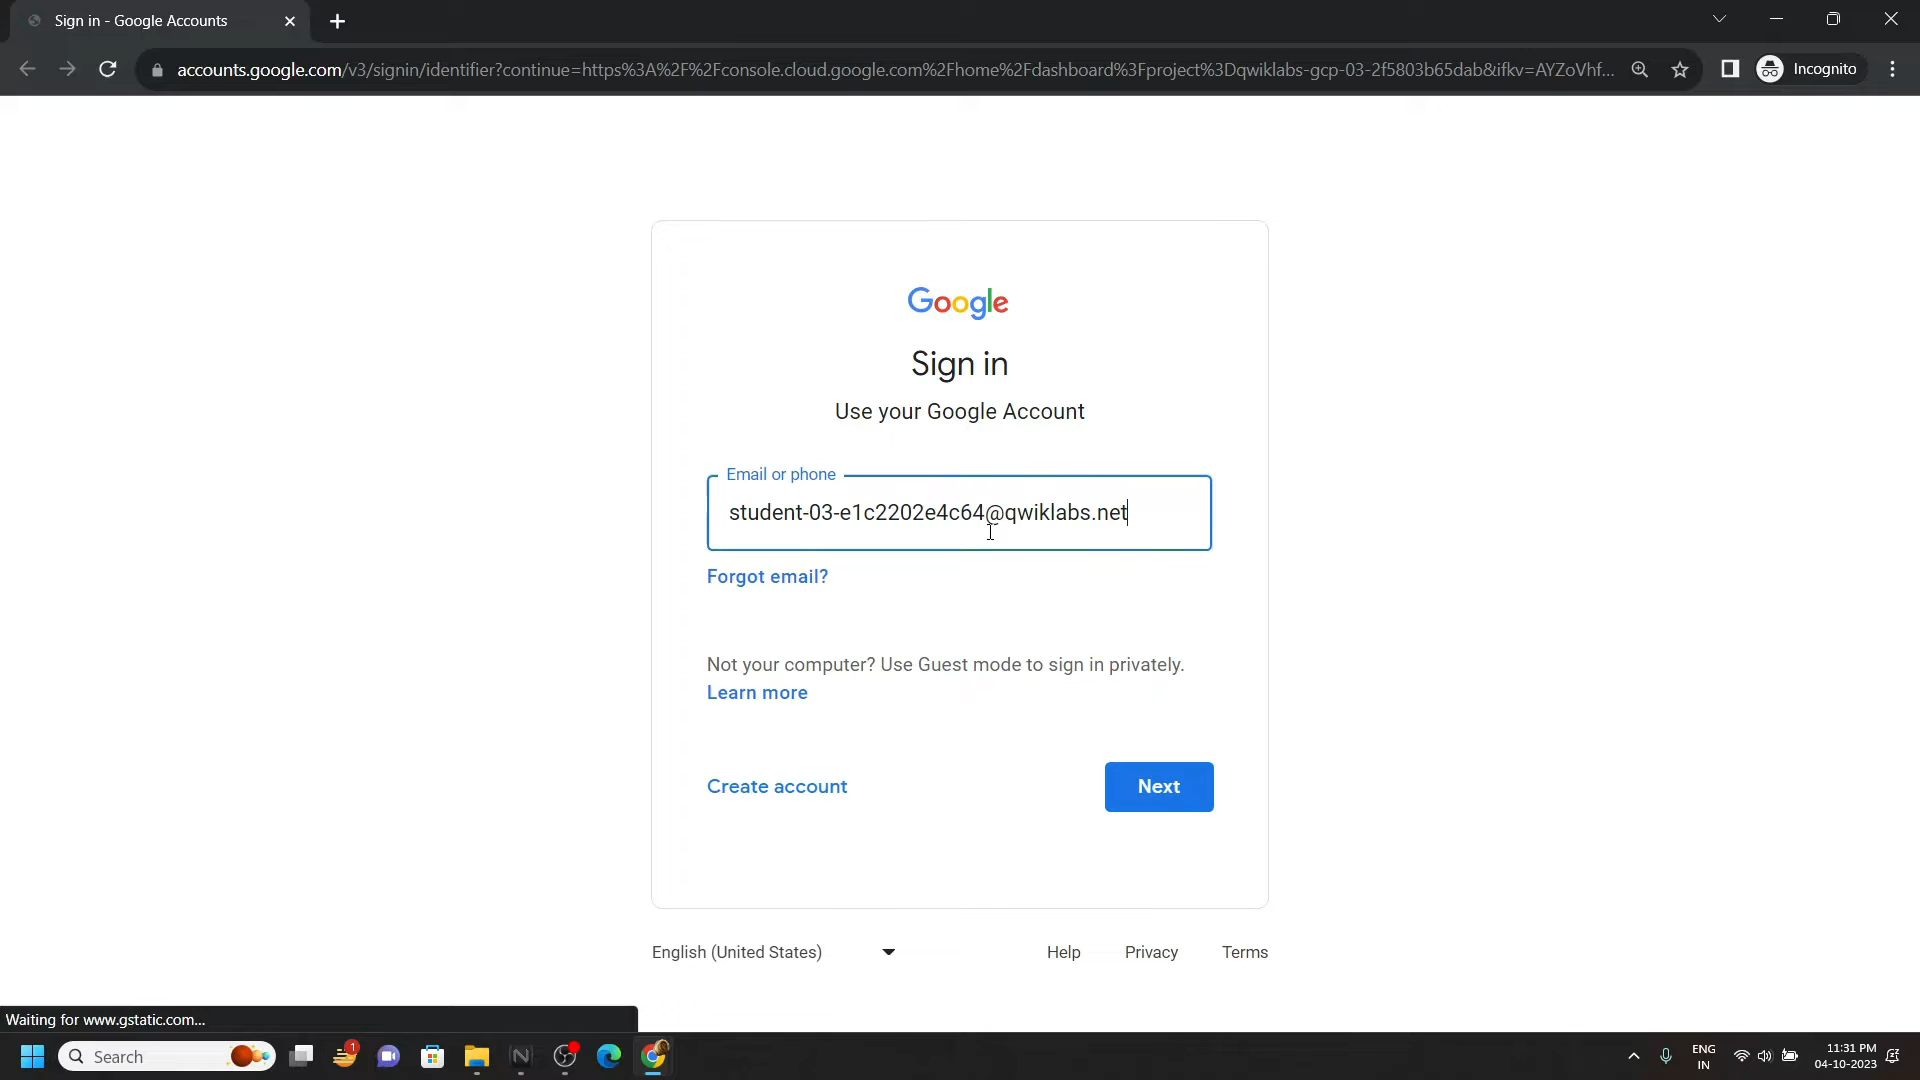 Sign in - Google Accounts
accounts.google.com/v3/signin/identifier?continue=https%3A%2F%2Fconsole.cloud.google.com%2Fhome%2Fdashboard%3Fproject%3Dqwiklabs-gcp-03-2f5803b65dab&ifkv=AYZoVhf...
Incognito
Google
Sign in
Use your Google Account
Email or phone
student-03-e1c2202e4c64@qwiklabs.net
Forgot email?
Not your computer? Use Guest mode to sign in privately.
Learn more
Create account
Next
English (United States)
Help
Privacy
Terms
Waiting for www.gstatic.com...
Search
1
ENG
IN
11:31 PM
04-10-2023